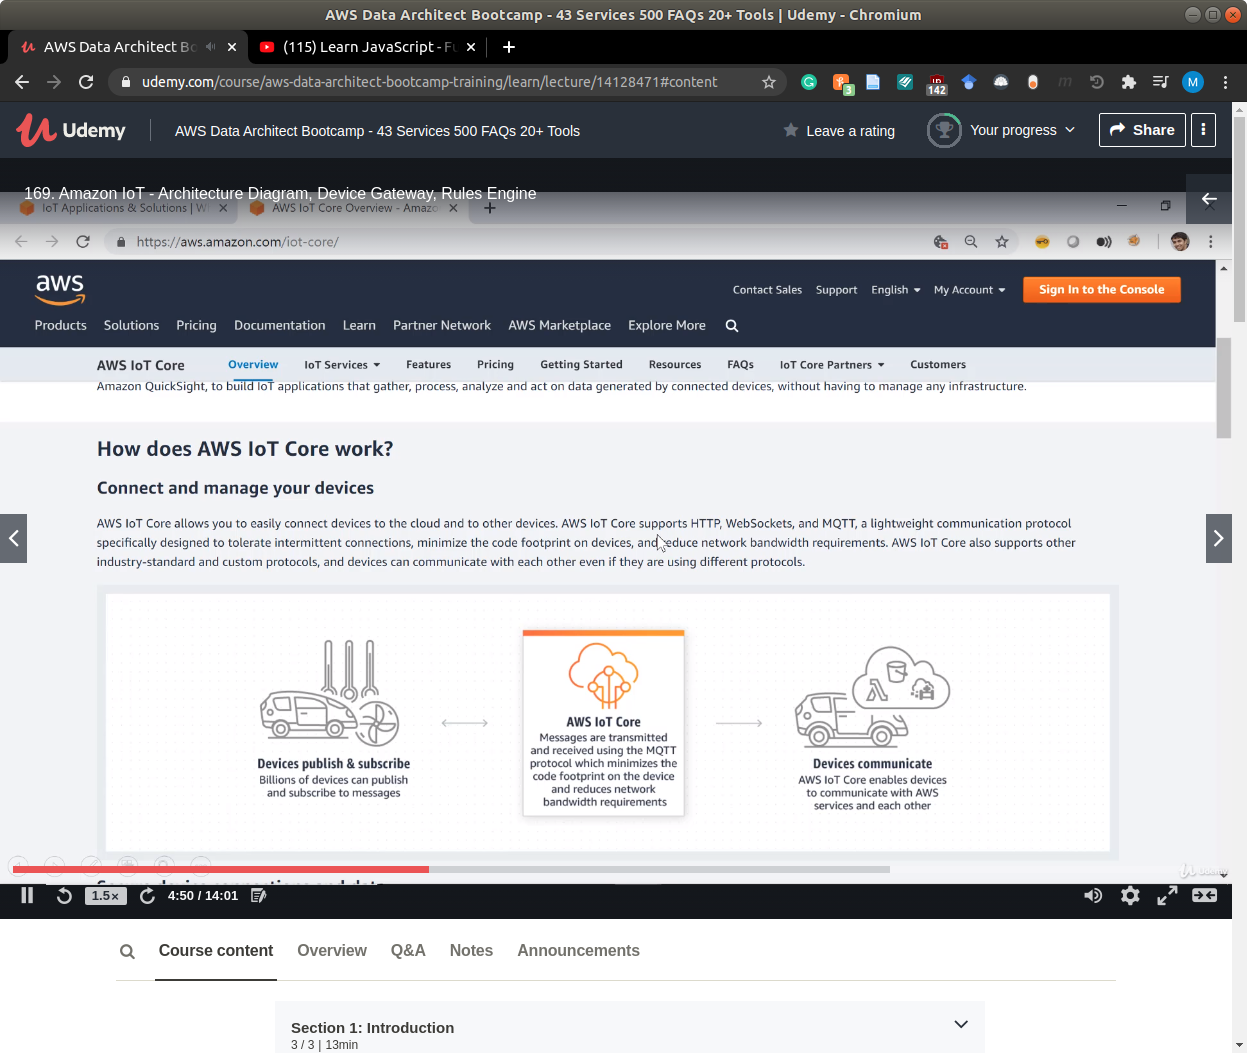 AWS Data Architect Bootcamp - 43 Services 500 FAQs 20+ Tools | Udemy - Chromium
AWS Data Architect Bo
(115) Learn JavaScript - Fu
udemy.com/course/aws-data-architect-bootcamp-training/learn/lecture/14128471#content
3
142
M
Udemy
AWS Data Architect Bootcamp - 43 Services 500 FAQs 20+ Tools
Leave a rating
Your progress
Share
169. Amazon IoT - Architecture Diagram, Device Gateway, Rules Engine
IoT Applications & Solutions | W
AWS IoT Core Overview - Amazo
https://aws.amazon.com/iot-core/
aws
Contact Sales Support English My Account Sign In to the Console
Products Solutions Pricing Documentation Learn Partner Network AWS Marketplace Explore More
AWS IoT Core Overview IoT Services Features Pricing Getting Started Resources FAQs IoT Core Partners Customers
Amazon QuickSight, to build IoT applications that gather, process, analyze and act on data generated by connected devices, without having to manage any infrastructure.
How does AWS IoT Core work?
Connect and manage your devices
AWS IoT Core allows you to easily connect devices to the cloud and to other devices. AWS IoT Core supports HTTP, WebSockets, and MQTT, a lightweight communication protocol
specifically designed to tolerate intermittent connections, minimize the code footprint on devices, and reduce network bandwidth requirements. AWS IoT Core also supports other
industry-standard and custom protocols, and devices can communicate with each other even if they are using different protocols.
Devices publish & subscribe
Billions of devices can publish
and subscribe to messages
AWS IoT Core
Messages are transmitted
and received using the MQTT
protocol which minimizes the
code footprint on the device
and reduces network
bandwidth requirements
Devices communicate
AWS IoT Core enables devices
to communicate with AWS
services and each other
Udemy
1.5×
4:50 / 14:01
Course content Overview Q&A Notes Announcements
Section 1: Introduction
3 / 3 | 13min